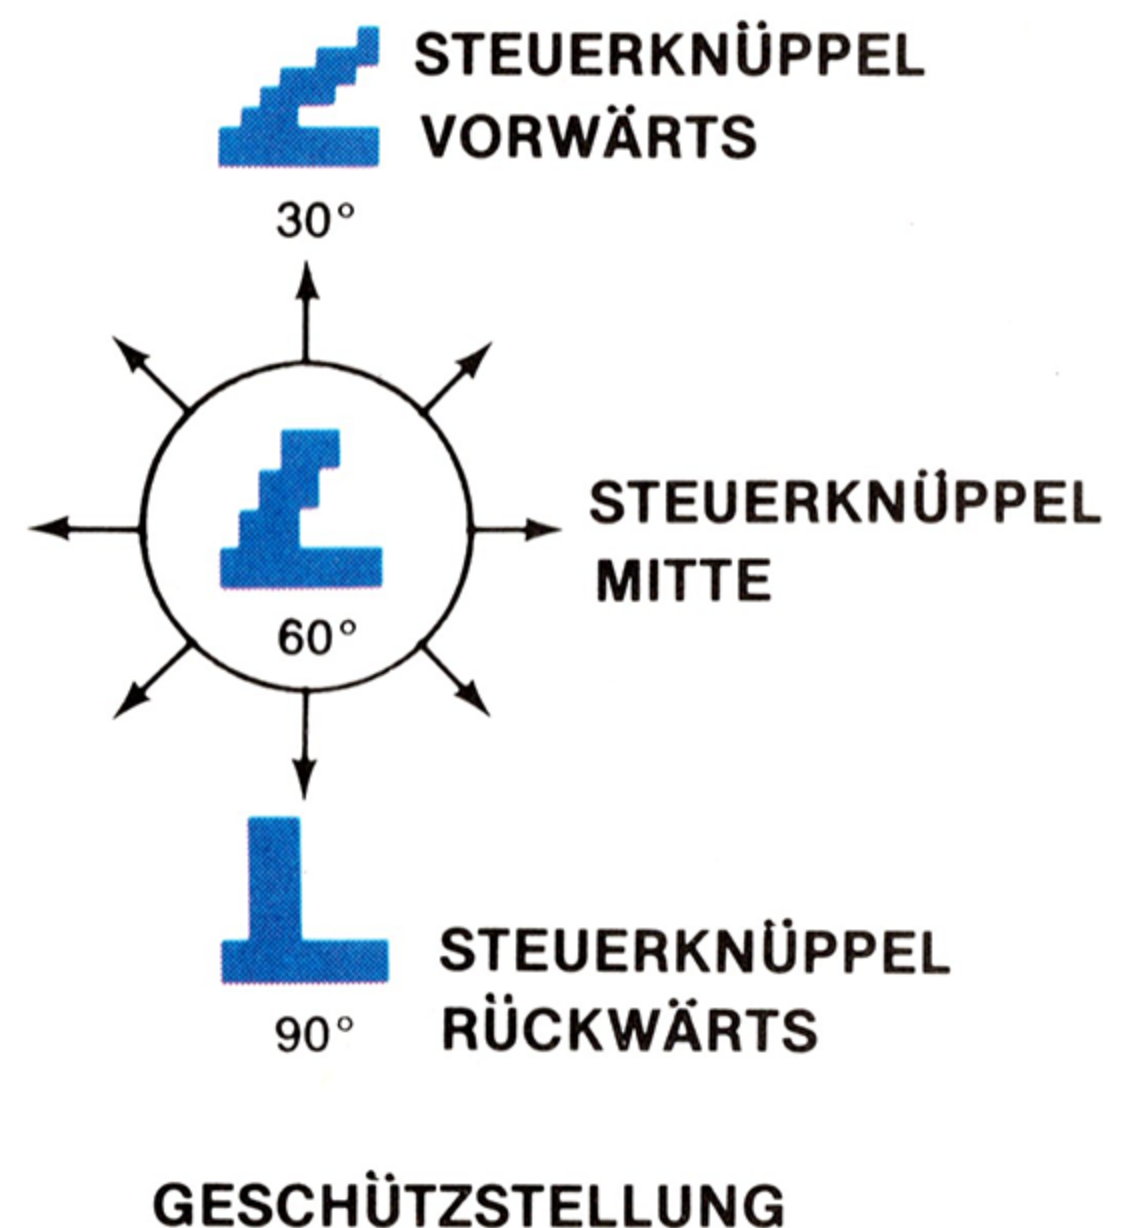 STEUERKNÜPPEL
VORWÄRTS
30°
STEUERKNÜPPEL
MITTE
60°
STEUERKNÜPPEL
RÜCKWÄRTS
90°
GESCHÜTZSTELLUNG